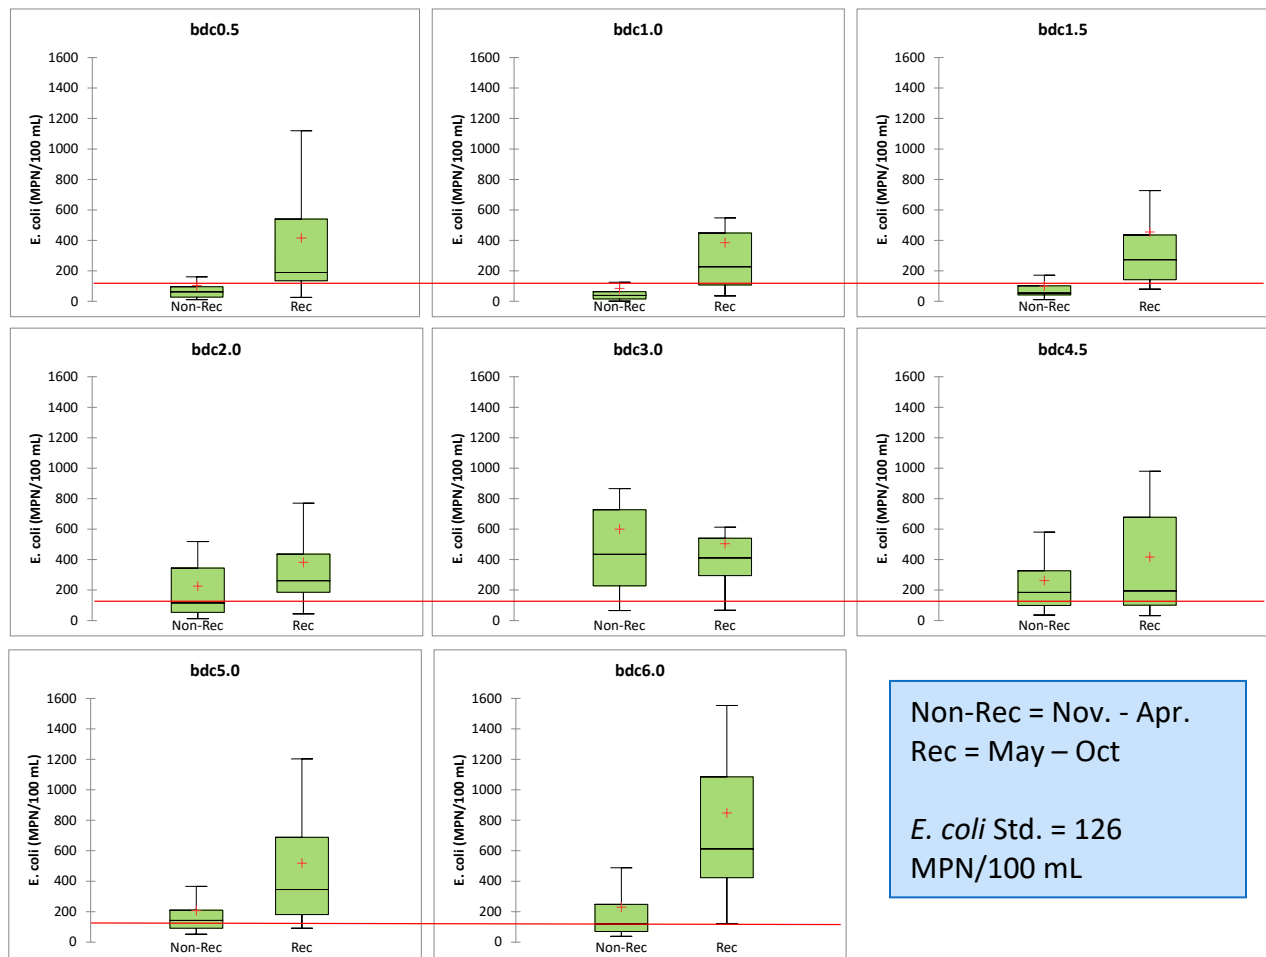 bdc0.5
E. coli (MPN/100 mL)
1600
1400
1200
1000
800
600
400
200
0
Non-Rec Rec
bdc1.0
E. coli (MPN/100 mL)
1600
1400
1200
1000
800
600
400
200
0
Non-Rec Rec
bdc1.5
E. coli (MPN/100 mL)
1600
1400
1200
1000
800
600
400
200
0
Non-Rec Rec
bdc2.0
E. coli (MPN/100 mL)
1600
1400
1200
1000
800
600
400
200
0
Non-Rec Rec
bdc3.0
E. coli (MPN/100 mL)
1600
1400
1200
1000
800
600
400
200
0
Non-Rec Rec
bdc4.5
E. coli (MPN/100 mL)
1600
1400
1200
1000
800
600
400
200
0
Non-Rec Rec
bdc5.0
E. coli (MPN/100 mL)
1600
1400
1200
1000
800
600
400
200
0
Non-Rec Rec
bdc6.0
E. coli (MPN/100 mL)
1600
1400
1200
1000
800
600
400
200
0
Non-Rec Rec
Non-Rec = Nov. - Apr.
Rec = May – Oct
E. coli Std. = 126
MPN/100 mL